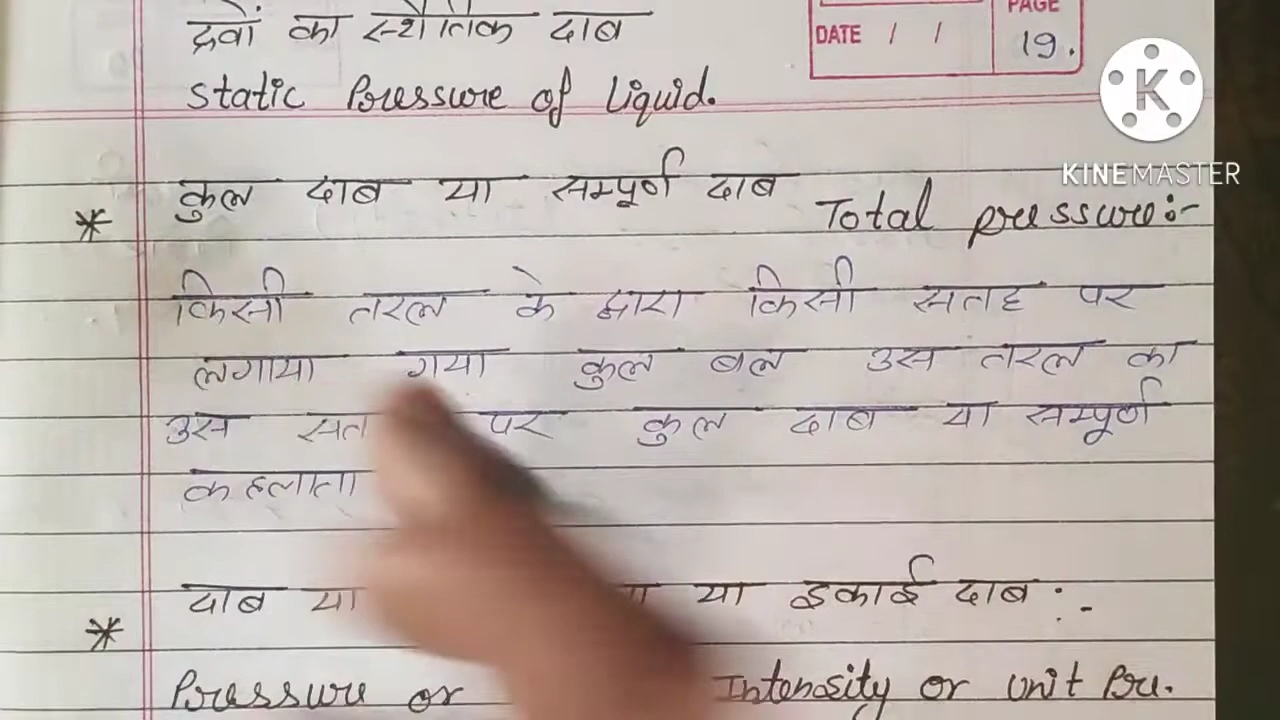 द्रवों का स्थैतिक दाब
PAGE
DATE / /
19.
Static Pressure of Liquid.
K
KINEMASTER
* कुल दाब या सम्पूर्ण दाब Total pressure:-
किसी तरल के द्वारा किसी सतह पर
लगाया गया कुल बल उस तरल का
उस पर कुल दाब या सम्पूर्ण
कहलाता
* दाब या या इकाई दाब :-
Pressure or Intensity or unit Pre.